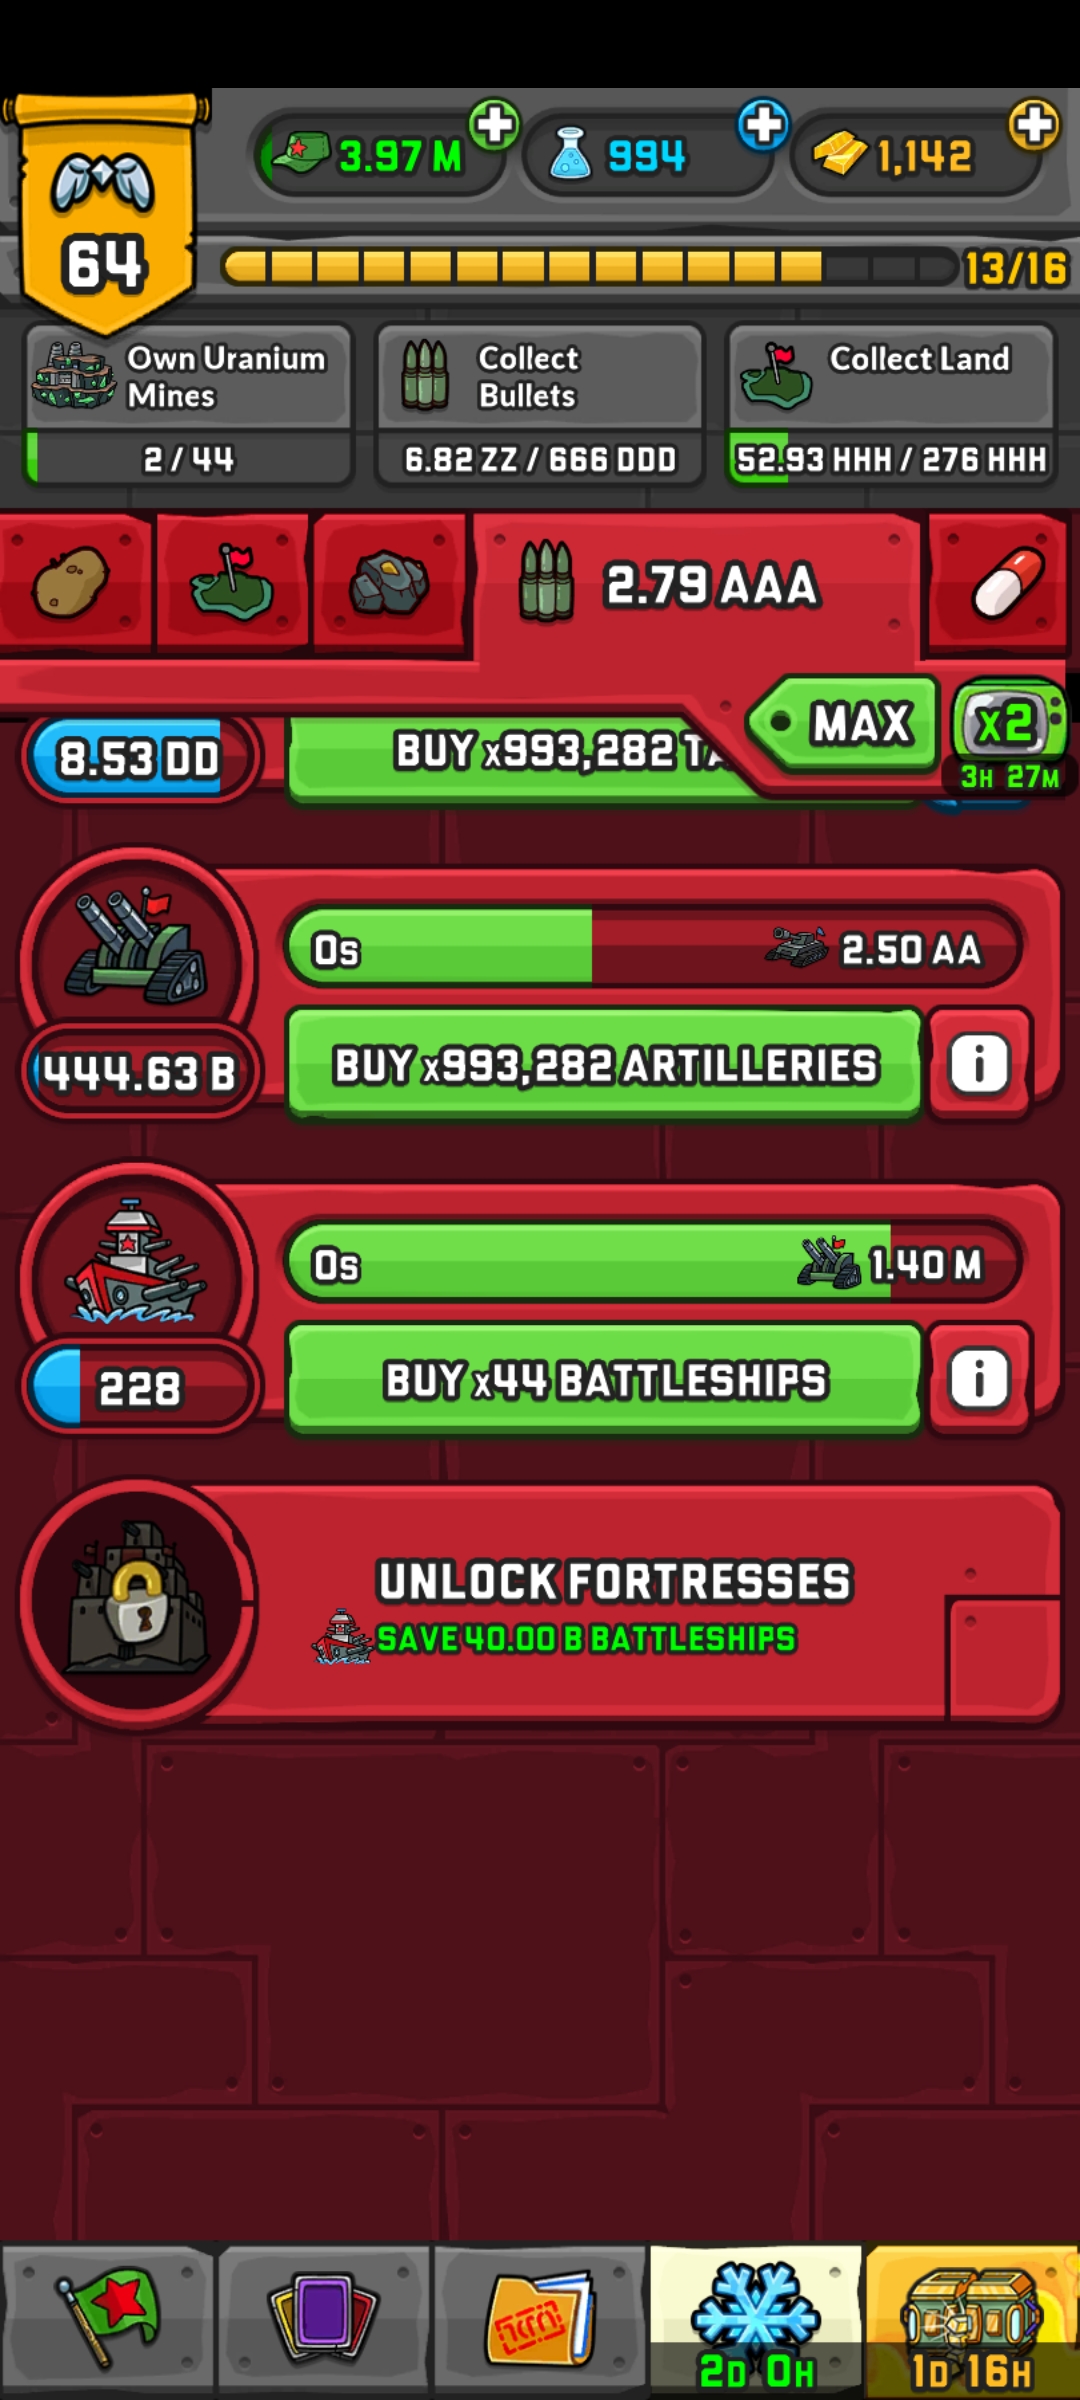 3.97 M
994
1,142
64
13/16
Own Uranium
Mines
2 / 44
Collect
Bullets
6.82 ZZ / 666 DDD
Collect Land
52.93 HHH / 276 HHH
2.79 AAA
MAX
x2
3H 27M
8.53 DD
BUY x993,282
0s
2.50 AA
444.63 B
BUY x993,282 ARTILLERIES
i
0s
1.40 M
228
BUY x44 BATTLESHIPS
i
UNLOCK FORTRESSES
SAVE 40.00 B BATTLESHIPS
2D 0H
1D 16H